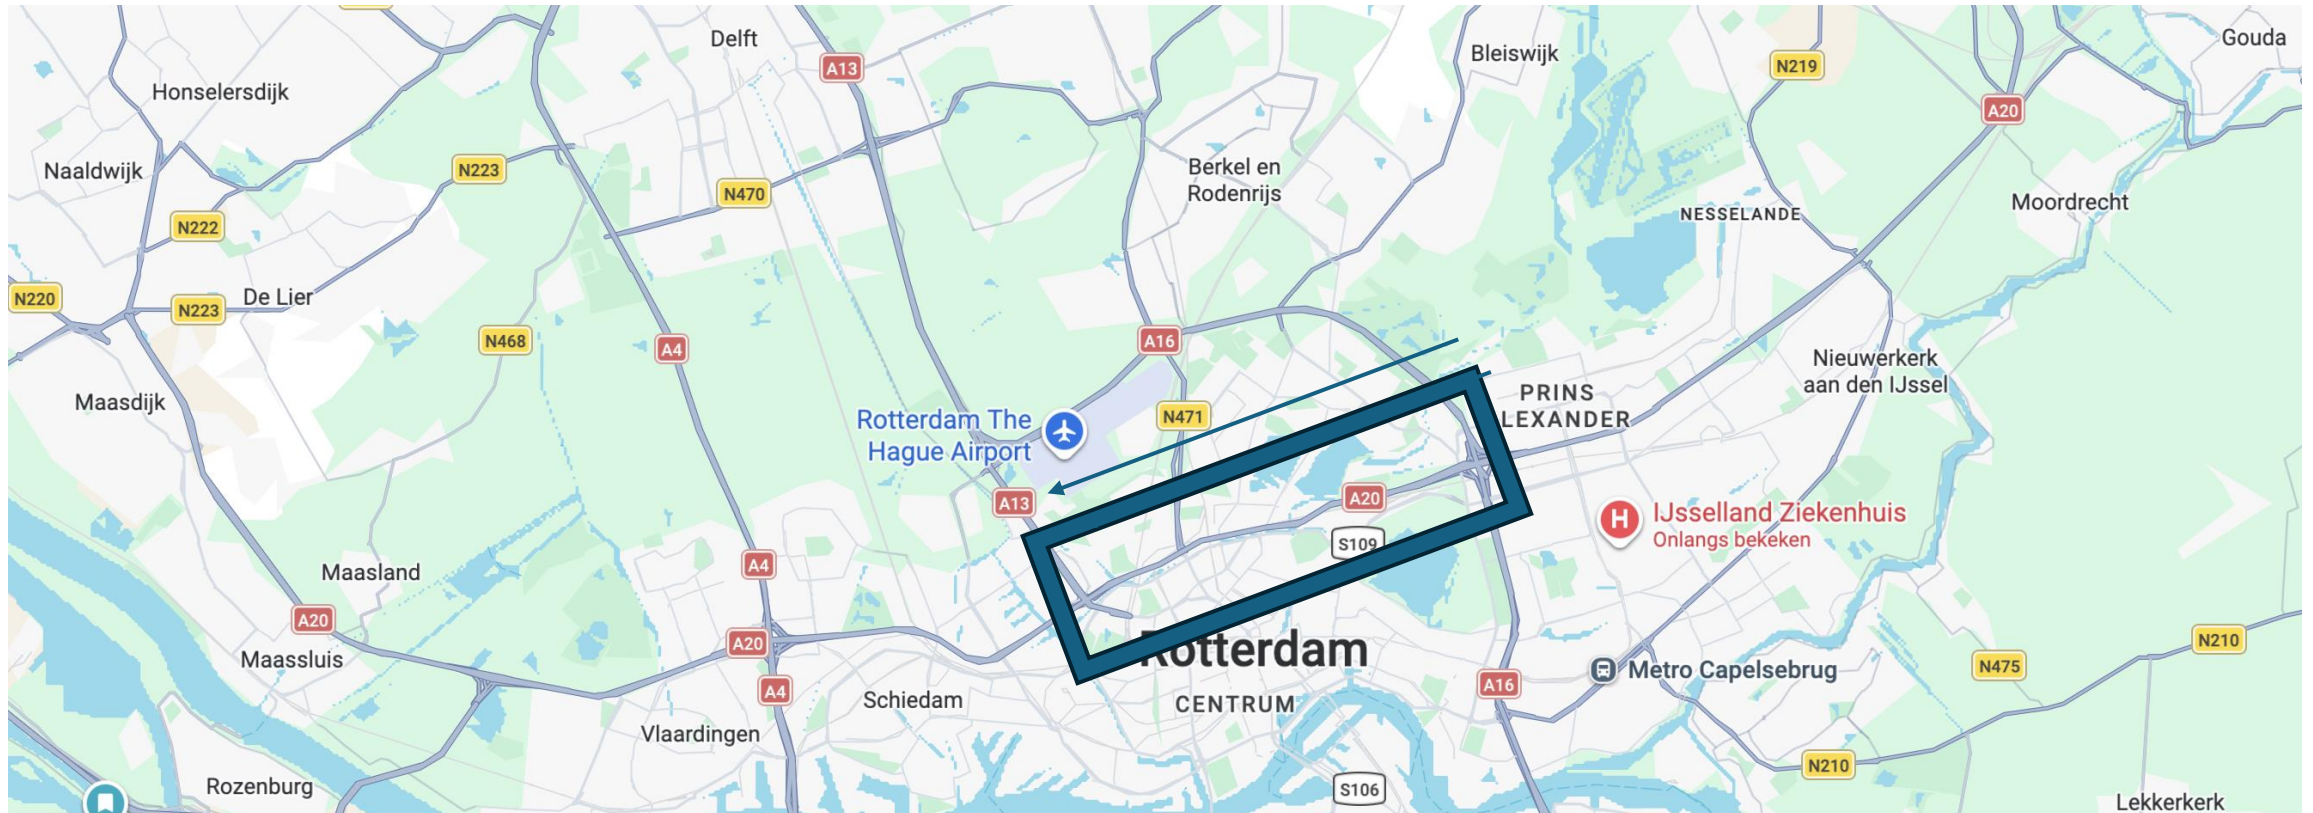 Delft
A13
Bleiswijk
N219
Gouda
Honselersdijk
A20
Naaldwijk
N223
N470
Berkel en
Rodenrijs
NESSELANDE
Moordrecht
N222
N220
N223
De Lier
N468
A4
A16
Nieuwerkerk
aan den IJssel
Maasdijk
PRINS
LEXANDER
Rotterdam The
Hague Airport
N471
A13
A20
IJsselland Ziekenhuis
Onlangs bekeken
H
S109
Maasland
A4
A20
Maassluis
A20
Rotterdam
CENTRUM
A4
Schiedam
A16
Metro Capelsebrug
N475
N210
Vlaardingen
N210
Rozenburg
S106
Lekkerkerk